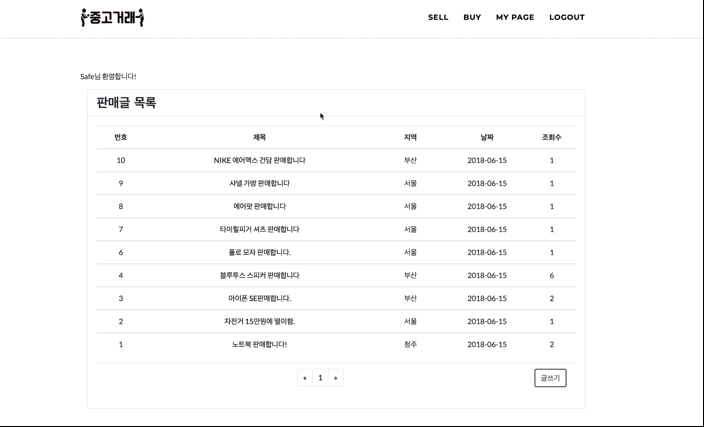 중고거래
SELL BUY MY PAGE LOGOUT
Safe님 환영합니다!
판매글 목록
번호 제목 지역 날짜 조회수
10 NIKE 에어맥스 건담 판매합니다 부산 2018-06-15 1
9 샤넬 가방 판매합니다 서울 2018-06-15 1
8 에어팟 판매합니다 서울 2018-06-15 1
7 타미힐피거 셔츠 판매합니다 서울 2018-06-15 1
6 폴로 모자 판매합니다. 서울 2018-06-15 1
4 블루투스 스피커 판매합니다 부산 2018-06-15 6
3 아이폰 SE판매합니다. 부산 2018-06-15 2
2 자전거 15만원에 떨이함. 서울 2018-06-15 1
1 노트북 판매합니다! 청주 2018-06-15 2
« 1 » 글쓰기